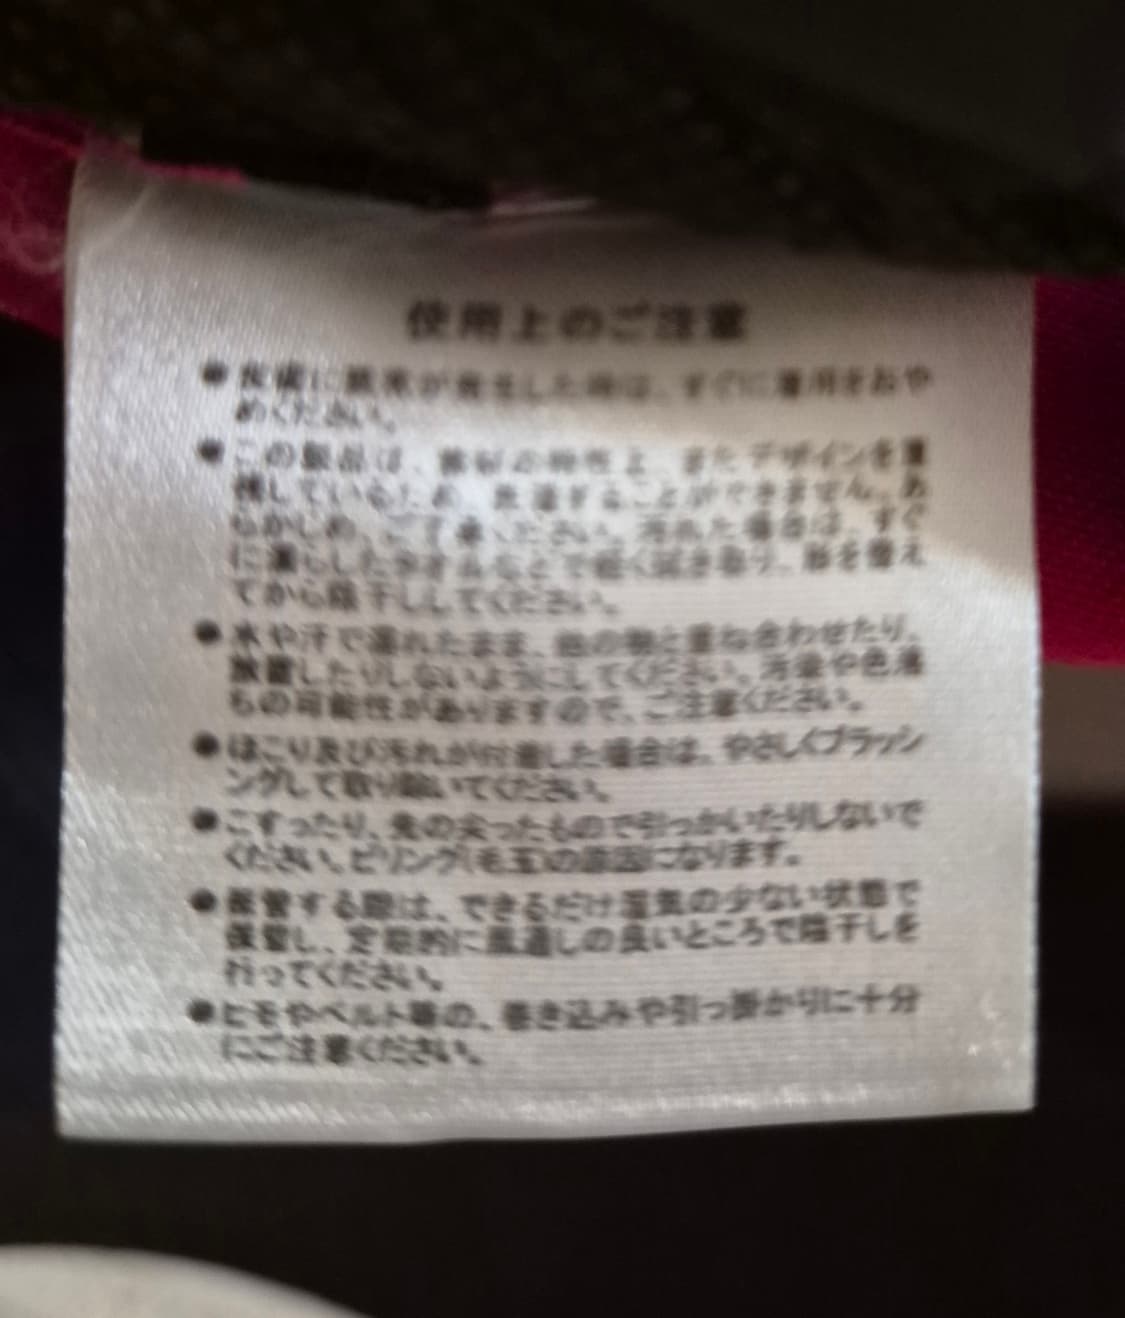 使用上のご注意
●皮膚に異常が発生した時は、すぐに着用をおや
めください。
●この製品は、素材の特性上、またデザインを重
視しているため、洗濯することができません。あ
らかじめ、ご了承ください。汚れた場合は、すぐ
に濡らしたタオルなどで軽く拭き取り、形を整え
てから陰干ししてください。
●水や汗で濡れたまま、他の物と重ね合わせたり、
放置したりしないようにしてください。汚染や色落
ちの可能性がありますので、ご注意ください。
●ほこり及び汚れが付着した場合は、やさしくブラッシ
ングして取り除いてください。
●こすったり、先の尖ったもので引っかいたりしないで
ください。ピリング(毛玉)の原因になります。
●保管する際は、できるだけ湿気の少ない状態で
保管し、定期的に風通しの良いところで陰干しを
行ってください。
●ヒモやベルト等の、巻き込みや引っ掛かりに十分
にご注意ください。